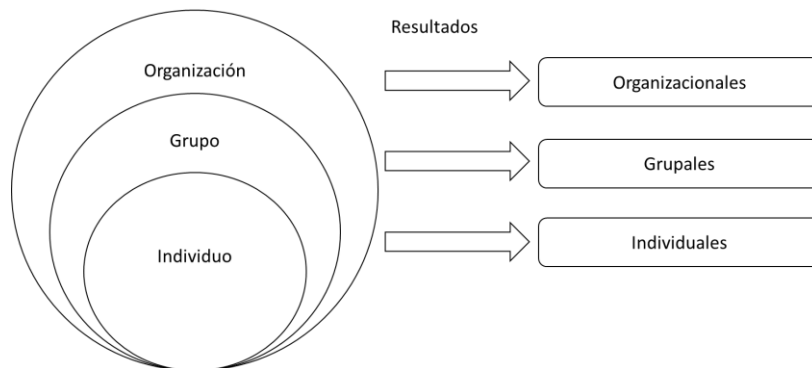 Resultados
Organización
Organizacionales
Grupo
Grupales
Individuo
Individuales